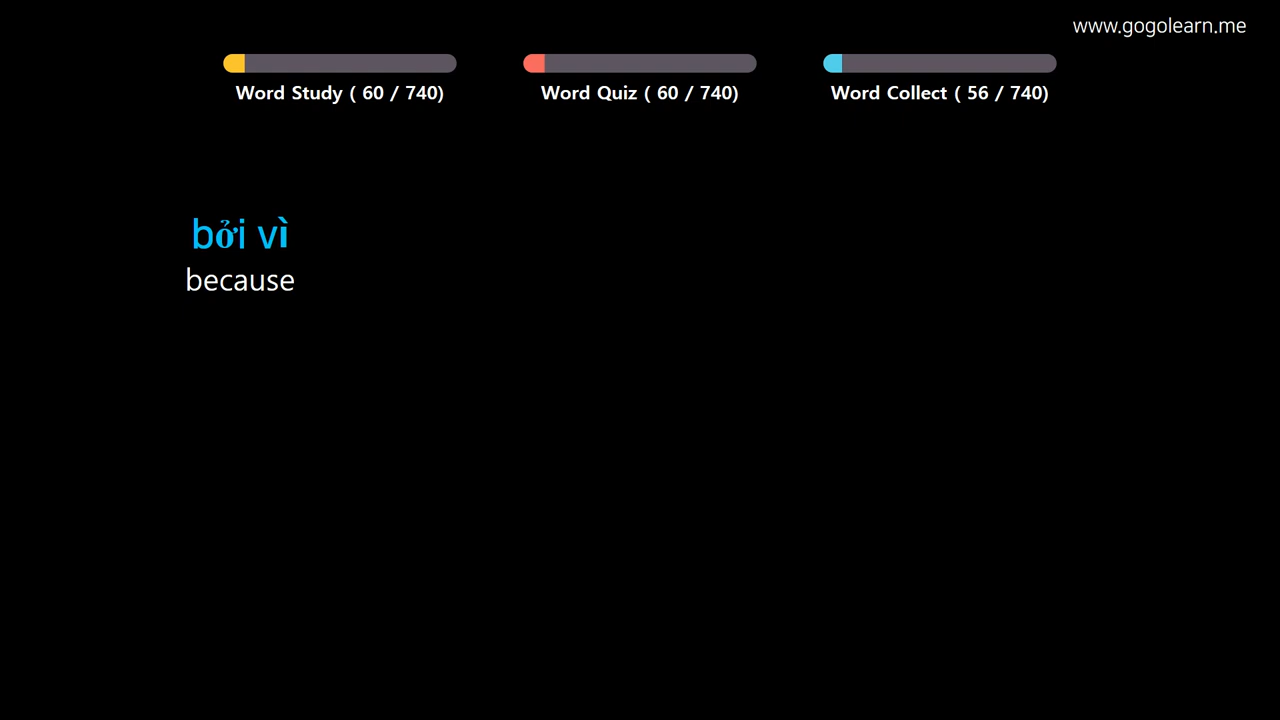 www.gogolearn.me
Word Study ( 60 / 740)
Word Quiz ( 60 / 740)
Word Collect ( 56 / 740)
bởi vì
because